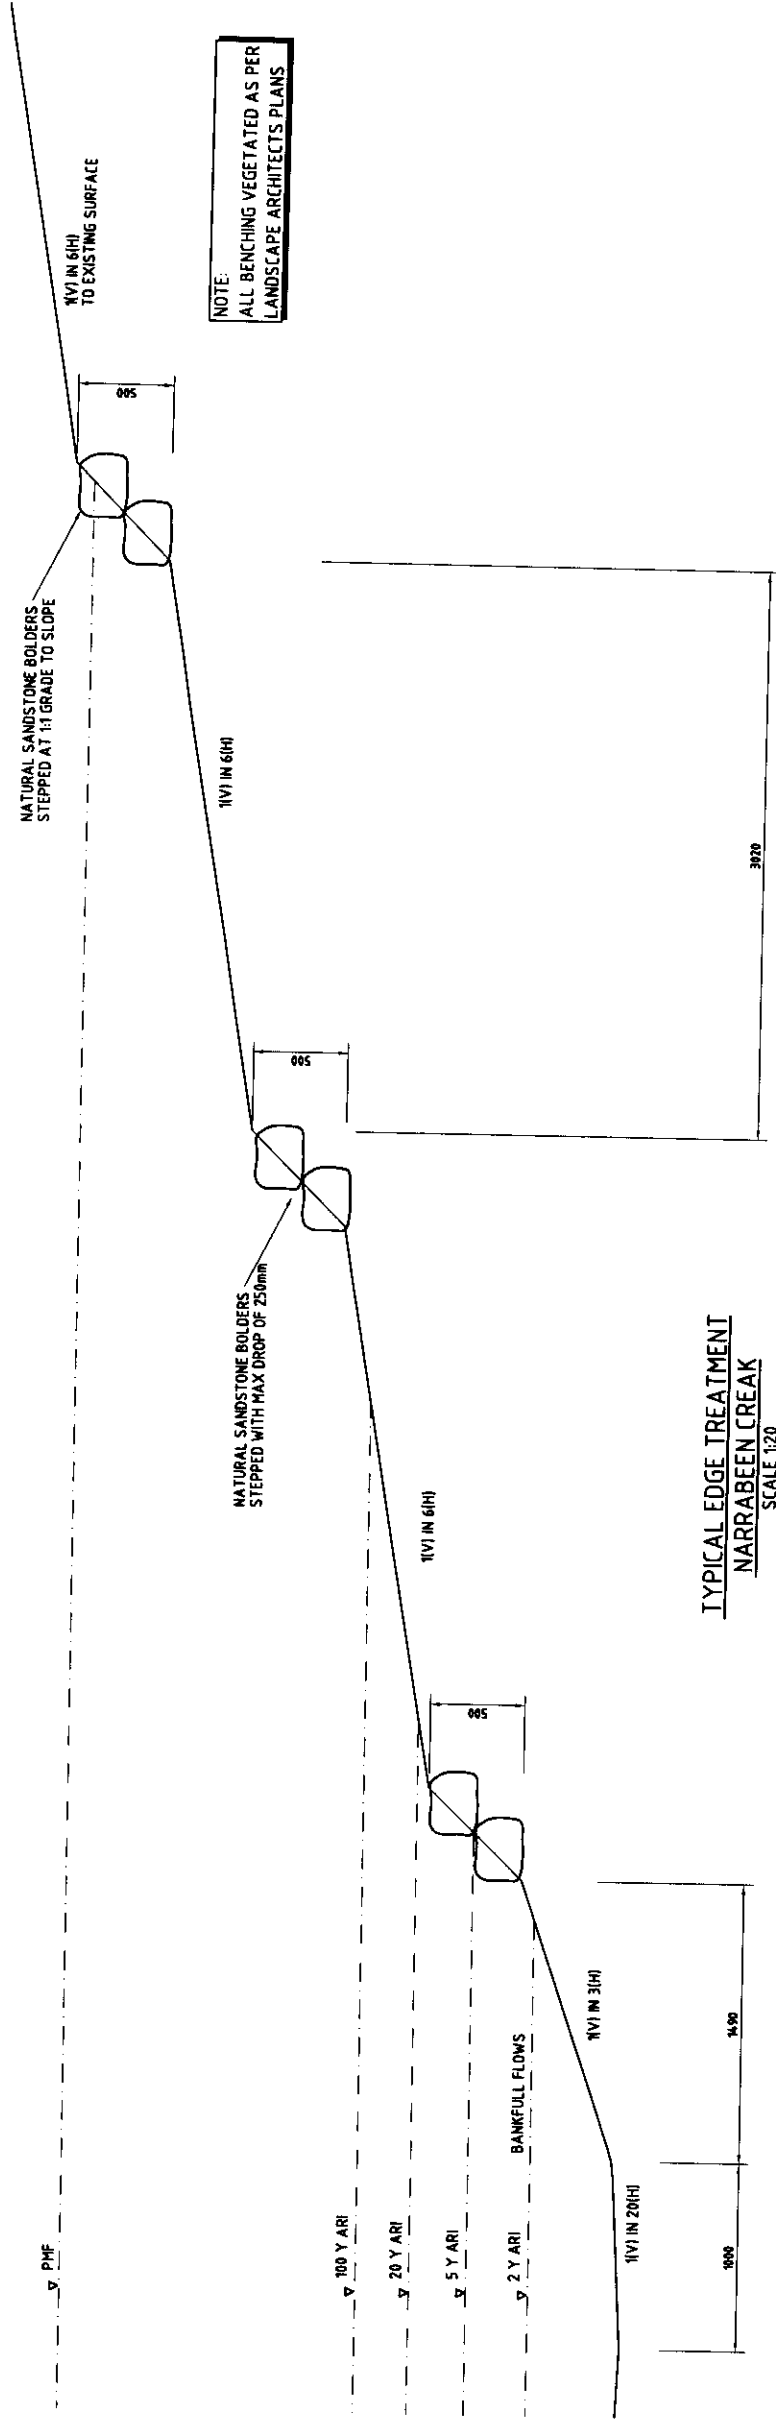 NATURAL SANDSTONE BOLDERS
STEPPED AT 1:1 GRADE TO SLOPE
1(V) IN 6(H)
TO EXISTING SURFACE
500
NOTE:
ALL BENCHING VEGETATED AS PER
LANDSCAPE ARCHITECTS PLANS
PMF
1(V) IN 6(H)
NATURAL SANDSTONE BOLDERS
STEPPED WITH MAX DROP OF 250mm
500
100 Y ARI
20 Y ARI
1(V) IN 6(H)
5 Y ARI
500
2 Y ARI
BANKFULL FLOWS
1(V) IN 3(H)
1(V) IN 20(H)
1000
1490
3020
TYPICAL EDGE TREATMENT
NARRABEEN CREAK
SCALE 1:20